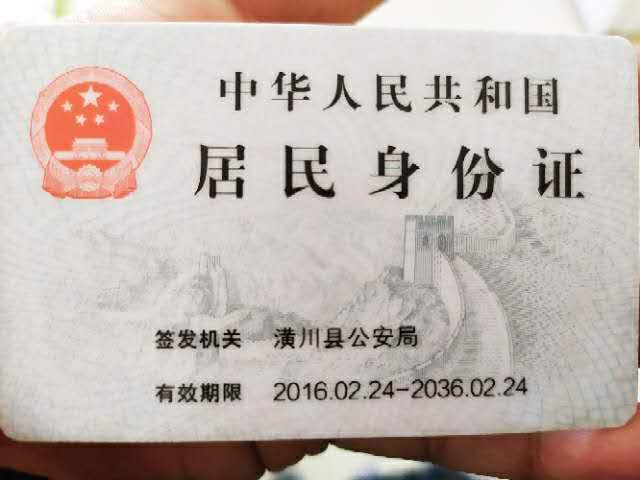 中华人民共和国
居民身份证
签发机关 潢川县公安局
有效期限 2016.02.24-2036.02.24